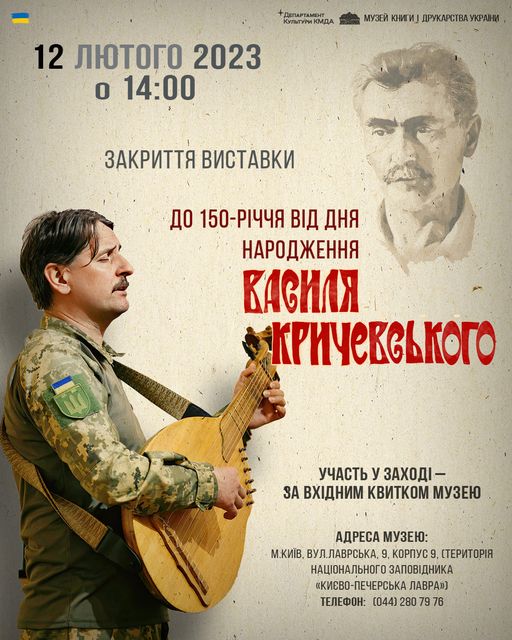 ДЕПАРТАМЕНТ
КУЛЬТУРИ КМДА
МУЗЕЙ КНИГИ І ДРУКАРСТВА УКРАЇНИ
12 ЛЮТОГО 2023
о 14:00
ЗАКРИТТЯ ВИСТАВКИ
ДО 150-РІЧЧЯ ВІД ДНЯ
НАРОДЖЕННЯ
ВАСИЛЯ
КРИЧЕВСЬКОГО
УЧАСТЬ У ЗАХОДІ –
ЗА ВХІДНИМ КВИТКОМ МУЗЕЮ
АДРЕСА МУЗЕЮ:
М.КИЇВ, ВУЛ.ЛАВРСЬКА, 9, КОРПУС 9, (ТЕРИТОРІЯ
НАЦІОНАЛЬНОГО ЗАПОВІДНИКА
«КИЄВО-ПЕЧЕРСЬКА ЛАВРА»)
ТЕЛЕФОН: (044) 280 79 76